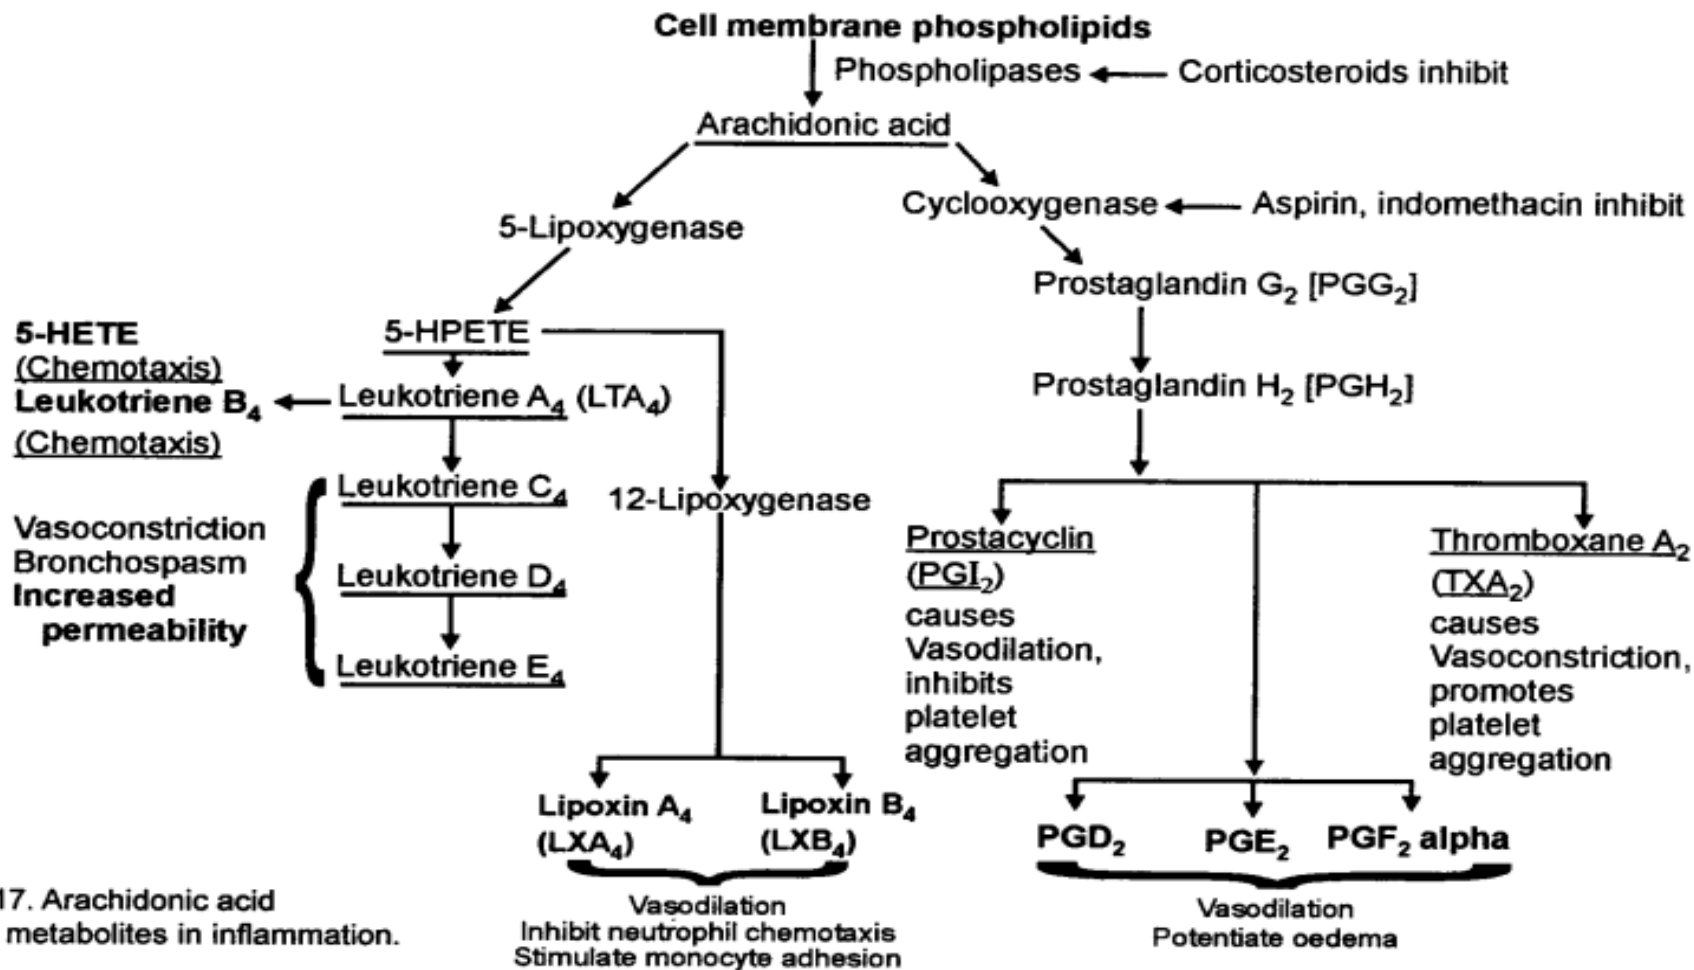 Cell membrane phospholipids
Phospholipases
Corticosteroids inhibit
Arachidonic acid
Cyclooxygenase
Aspirin, indomethacin inhibit
5-Lipoxygenase
Prostaglandin G₂ [PGG₂]
5-HETE
(Chemotaxis)
5-HPETE
Leukotriene B₄
(Chemotaxis)
Leukotriene A₄ (LTA₄)
Prostaglandin H₂ [PGH₂]
Vasoconstriction
Bronchospasm
Increased
permeability
Leukotriene C₄
Leukotriene D₄
Leukotriene E₄
12-Lipoxygenase
Prostacyclin
(PGI₂)
causes
Vasodilation,
inhibits
platelet
aggregation
Thromboxane A₂
(TXA₂)
causes
Vasoconstriction,
promotes
platelet
aggregation
Lipoxin A₄
(LXA₄)
Lipoxin B₄
(LXB₄)
PGD₂
PGE₂
PGF₂ alpha
Vasodilation
Inhibit neutrophil chemotaxis
Stimulate monocyte adhesion
Vasodilation
Potentiate oedema
17. Arachidonic acid
metabolites in inflammation.